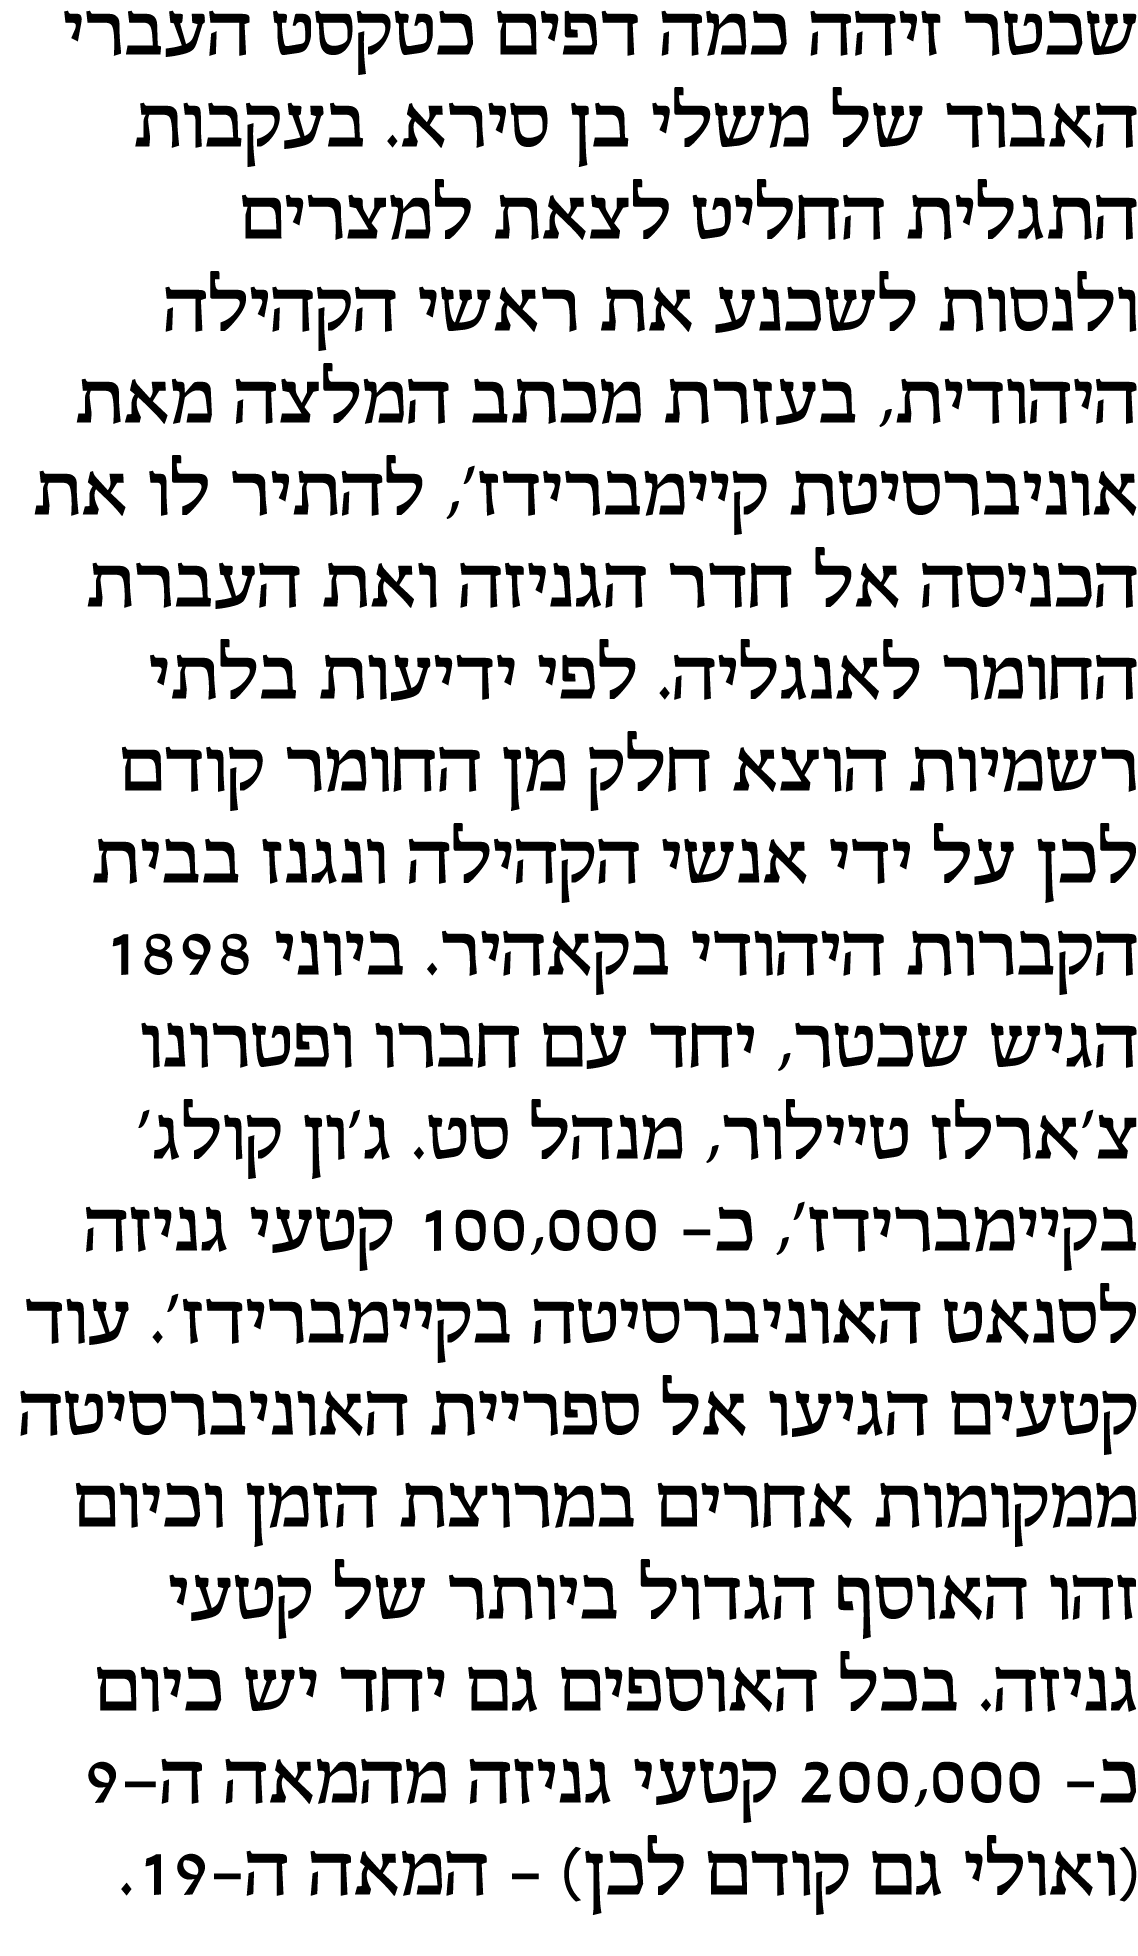 שכטר זיהה כמה דפים כטקסט העברי
האבוד של משלי בן סירא. בעקבות
התגלית החליט לצאת למצרים
ולנסות לשכנע את ראשי הקהילה
היהודית, בעזרת מכתב המלצה מאת
אוניברסיטת קיימברידז', להתיר לו את
הכניסה אל חדר הגניזה ואת העברת
החומר לאנגליה. לפי ידיעות בלתי
רשמיות הוצא חלק מן החומר קודם
לכן על ידי אנשי הקהילה ונגנז בבית
הקברות היהודי בקאהיר. ביוני 1898
הגיש שכטר, יחד עם חברו ופטרונו
צ'ארלז טיילור, מנהל סט. ג'ון קולג'
בקיימברידז', כ- 100,000 קטעי גניזה
לסנאט האוניברסיטה בקיימברידז'. עוד
קטעים הגיעו אל ספריית האוניברסיטה
ממקומות אחרים במרוצת הזמן וכיום
זהו האוסף הגדול ביותר של קטעי
גניזה. בכל האוספים גם יחד יש כיום
כ- 200,000 קטעי גניזה מהמאה ה-9
(ואולי גם קודם לכן) - המאה ה-19.